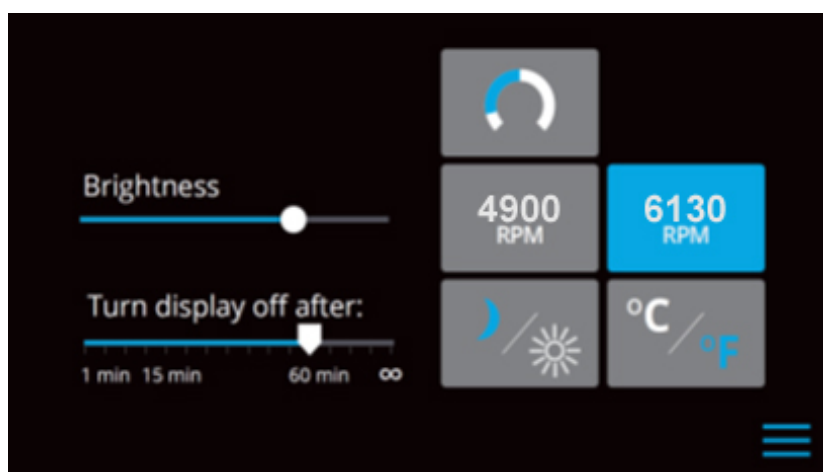 Brightness
Turn display off after:
1 min 15 min 60 min ∞
4900
RPM
6130
RPM
°C/°F